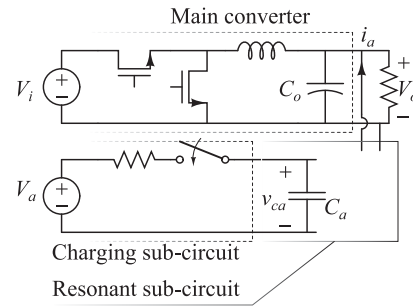 Main converter
i_a
V_i
+
−
C_o
+
V_o
−
V_a
+
−
+
v_ca
−
C_a
Charging sub-circuit
Resonant sub-circuit